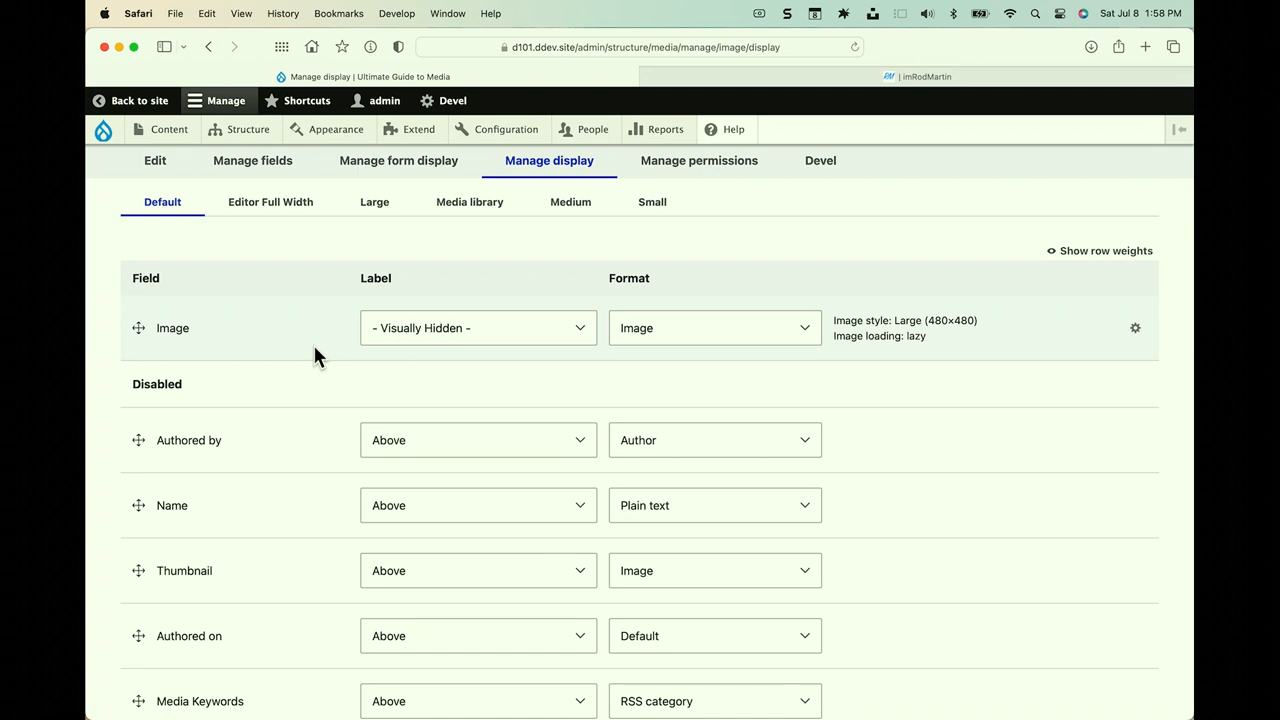 Safari File Edit View History Bookmarks Develop Window Help Sat Jul 8 1:58 PM
d101.ddev.site/admin/structure/media/manage/image/display
Manage display | Ultimate Guide to Media
| imRodMartin
Back to site Manage Shortcuts admin Devel
Content Structure Appearance Extend Configuration People Reports Help
Edit Manage fields Manage form display Manage display Manage permissions Devel
Default Editor Full Width Large Media library Medium Small
Show row weights
Field Label Format
Image - Visually Hidden - Image
Image style: Large (480×480)
Image loading: lazy
Disabled
Authored by Above Author
Name Above Plain text
Thumbnail Above Image
Authored on Above Default
Media Keywords Above RSS category